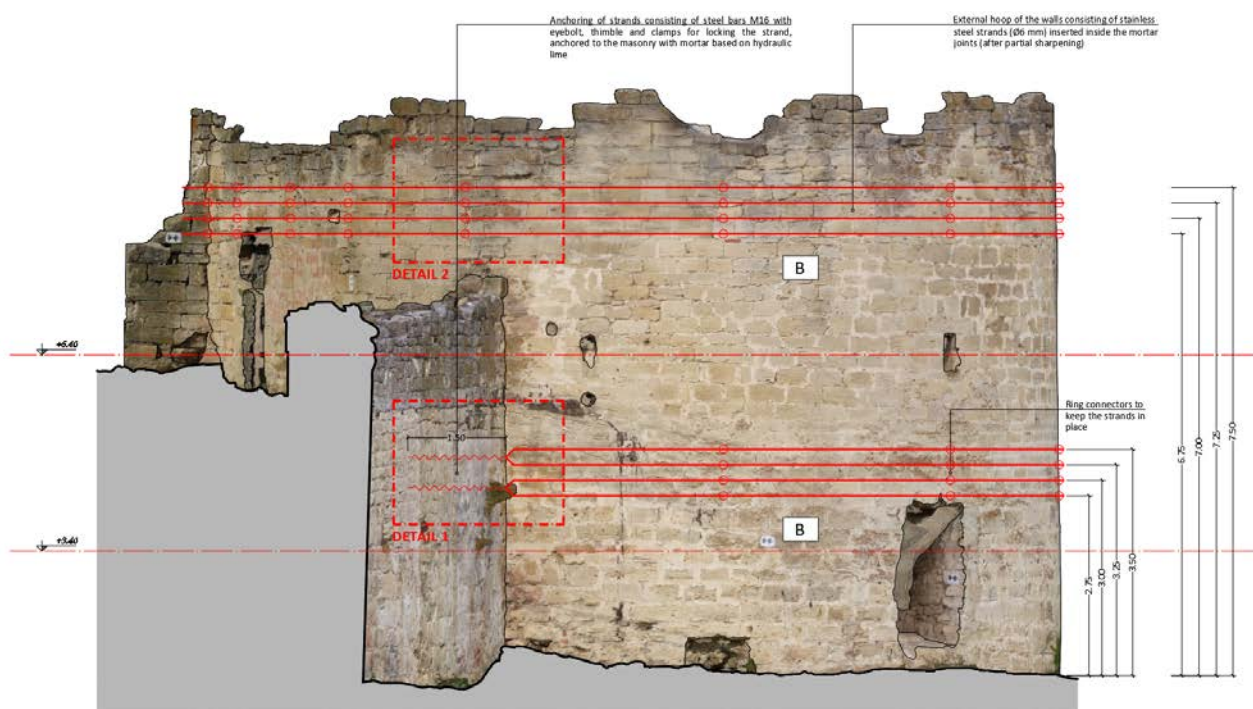 Anchoring of strands consisting of steel bars M16 with
eyebolt, thimble and clamps for locking the strand,
anchored to the masonry with mortar based on hydraulic
lime
External hoop of the walls consisting of stainless
steel strands (Ø6 mm) inserted inside the mortar
joints (after partial sharpening)
DETAIL 2
B
+6.40
Ring connectors to
keep the strands in
place
1.50
DETAIL 1
B
+3.40
2.75
3.00
3.25
3.50
6.75
7.00
7.25
7.50